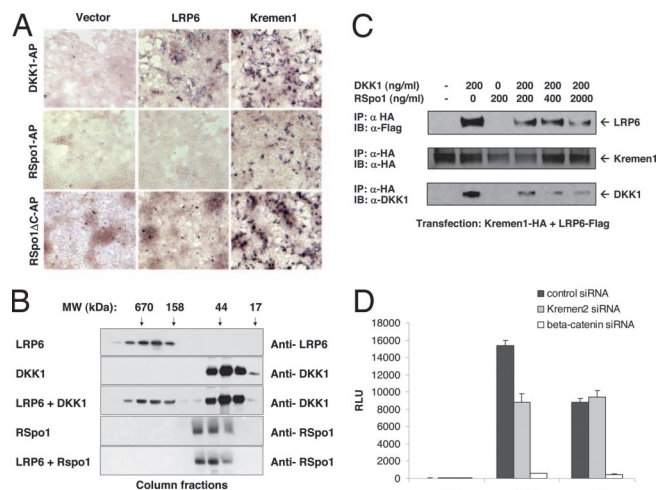 A
Vector LRP6 Kremen1
DKK1-AP
RSpo1-AP
RSpo1ΔC-AP
B
MW (kDa): 670 158 44 17
LRP6 Anti- LRP6
DKK1 Anti- DKK1
LRP6 + DKK1 Anti- DKK1
RSpo1 Anti- RSpo1
LRP6 + Rspo1 Anti- RSpo1
Column fractions
C
DKK1 (ng/ml) - 200 0 200 200 200
RSpo1 (ng/ml) - 0 200 200 400 2000
IP: α HA
IB: α-Flag
← LRP6
IP: α-HA
IB: α-HA
← Kremen1
IP: α-HA
IB: α-DKK1
← DKK1
Transfection: Kremen1-HA + LRP6-Flag
D
control siRNA
Kremen2 siRNA
beta-catenin siRNA
RLU
18000
16000
14000
12000
10000
8000
6000
4000
2000
0